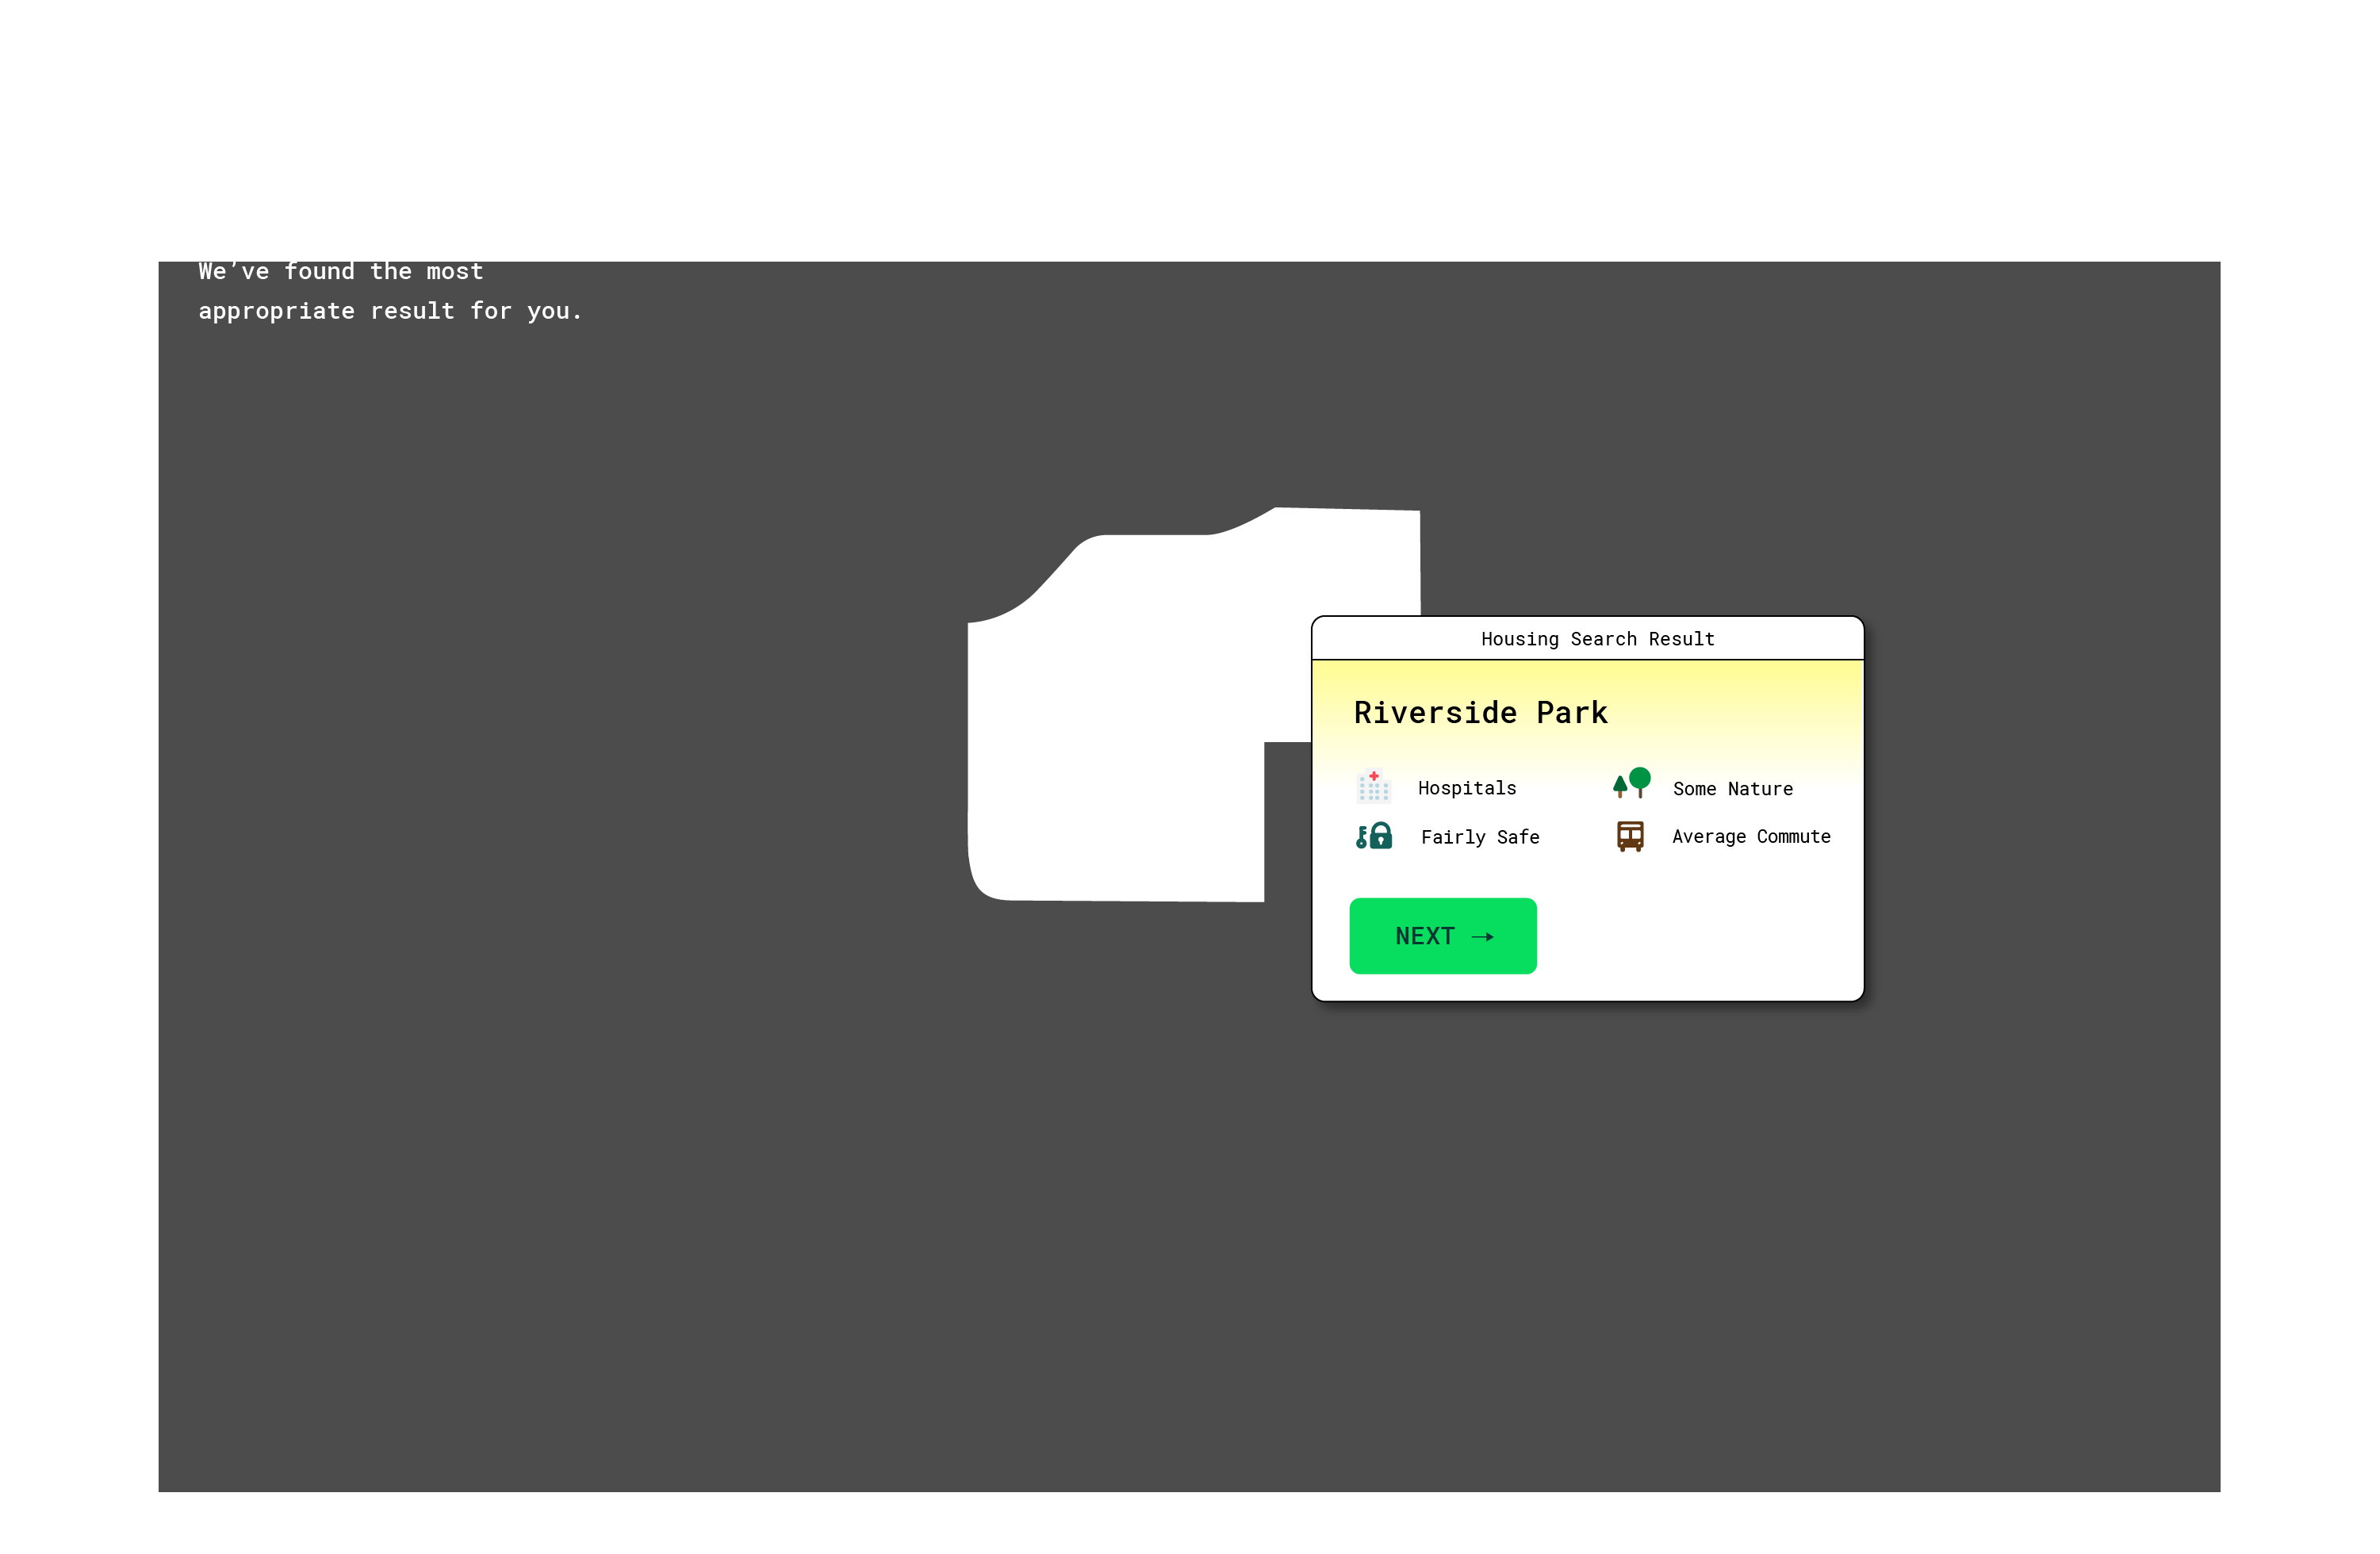 We’ve found the most
appropriate result for you.
Housing Search Result
Riverside Park
Hospitals
Some Nature
Fairly Safe
Average Commute
NEXT →